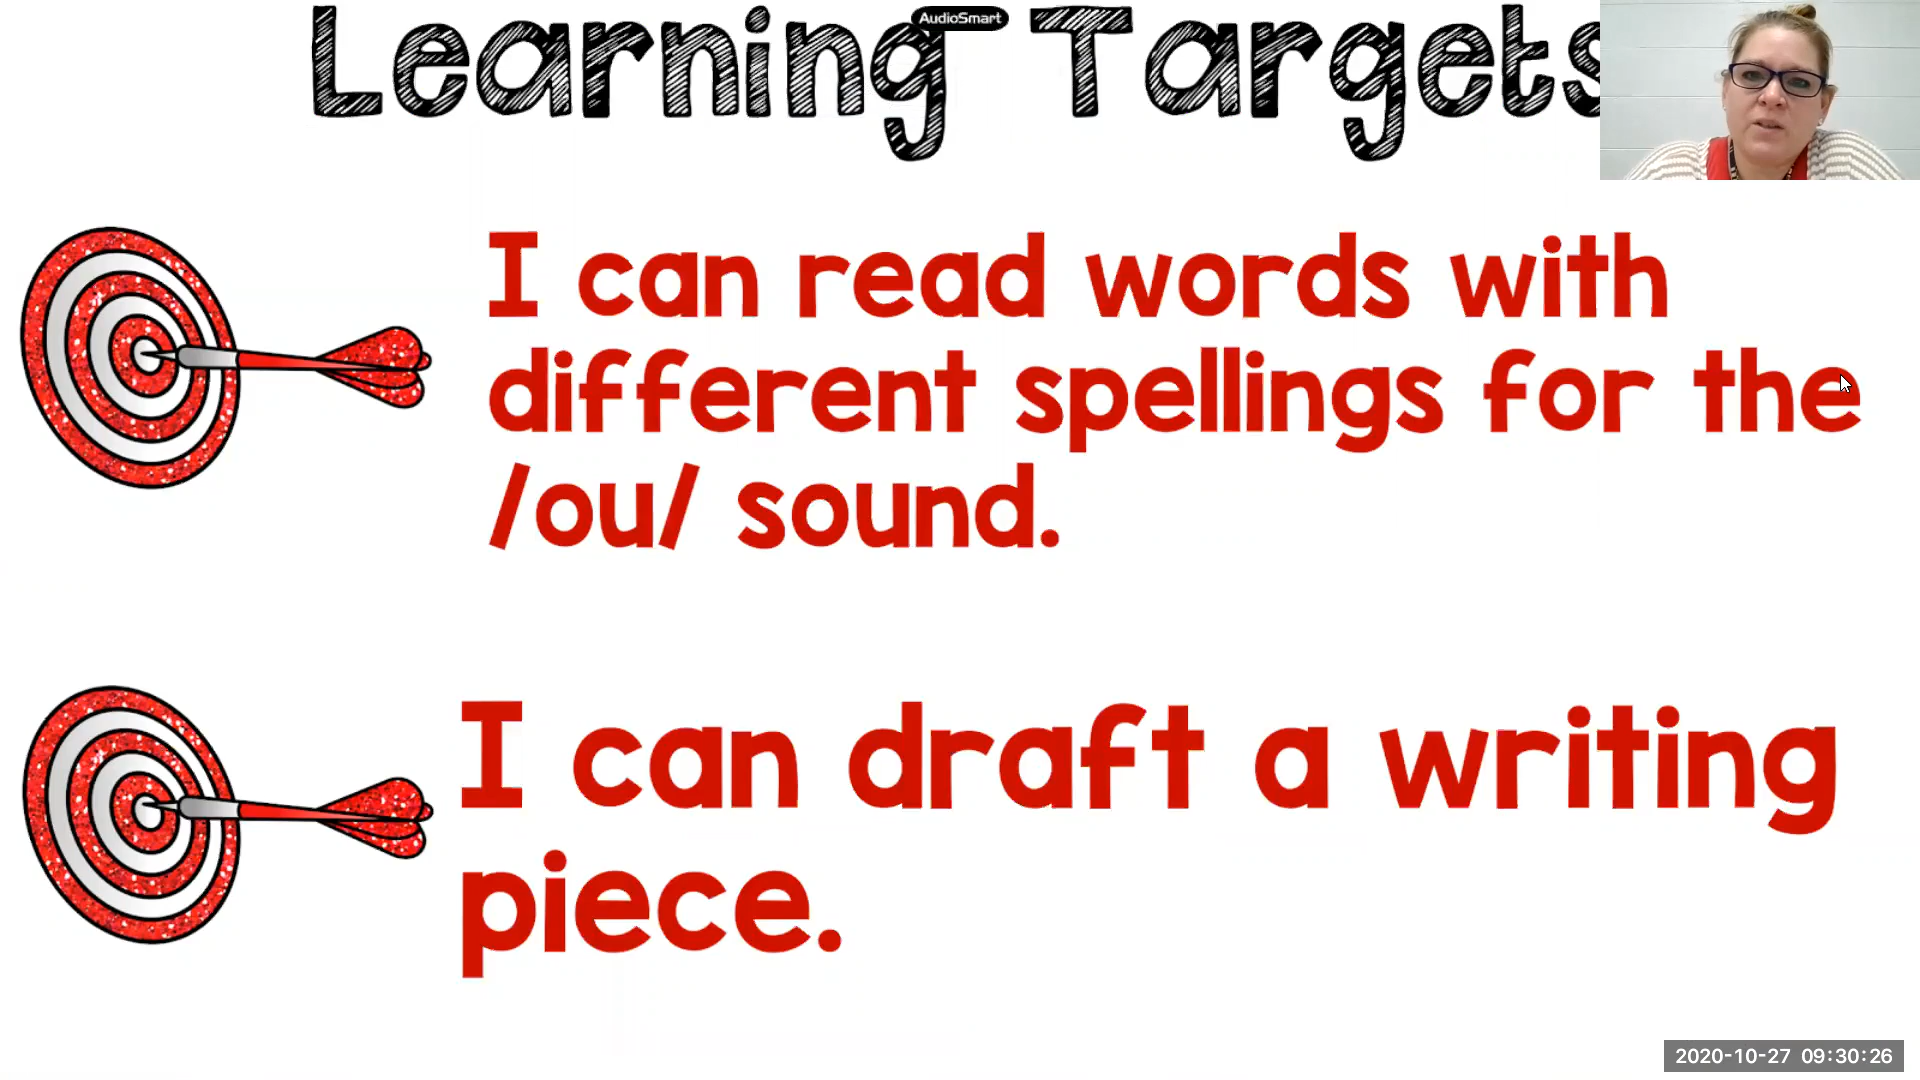 AudioSmart
Learning Targets
I can read words with
different spellings for the
/ou/ sound.
I can draft a writing
piece.
2020-10-27 09:30:26